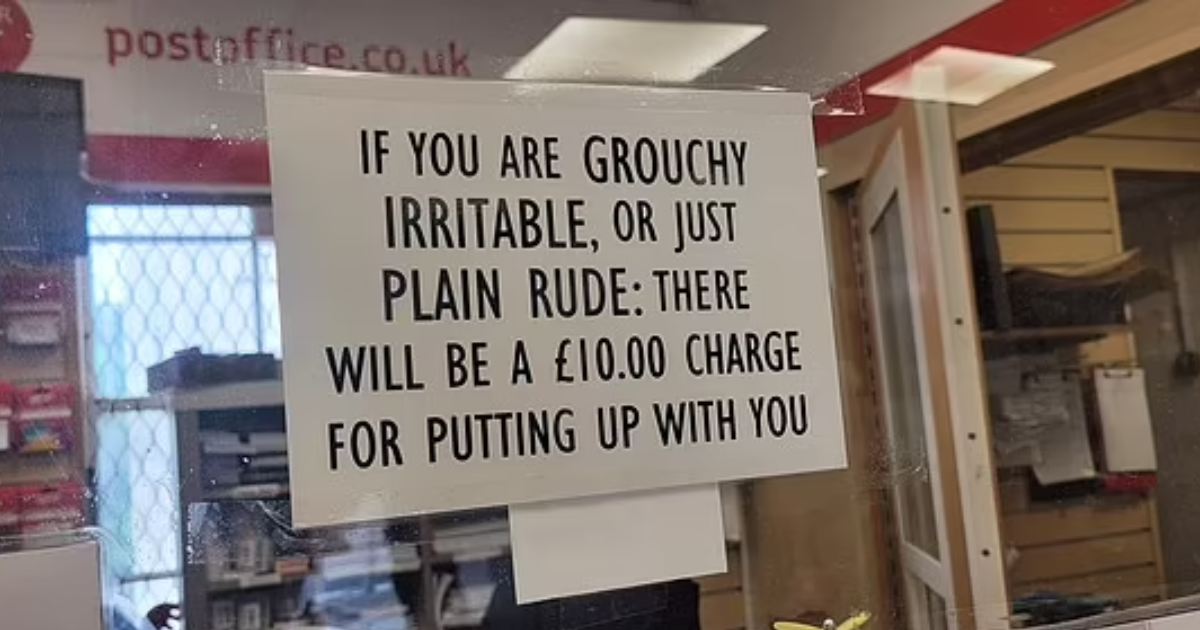 postoffice.co.uk
IF YOU ARE GROUCHY
IRRITABLE, OR JUST
PLAIN RUDE: THERE
WILL BE A £10.00 CHARGE
FOR PUTTING UP WITH YOU